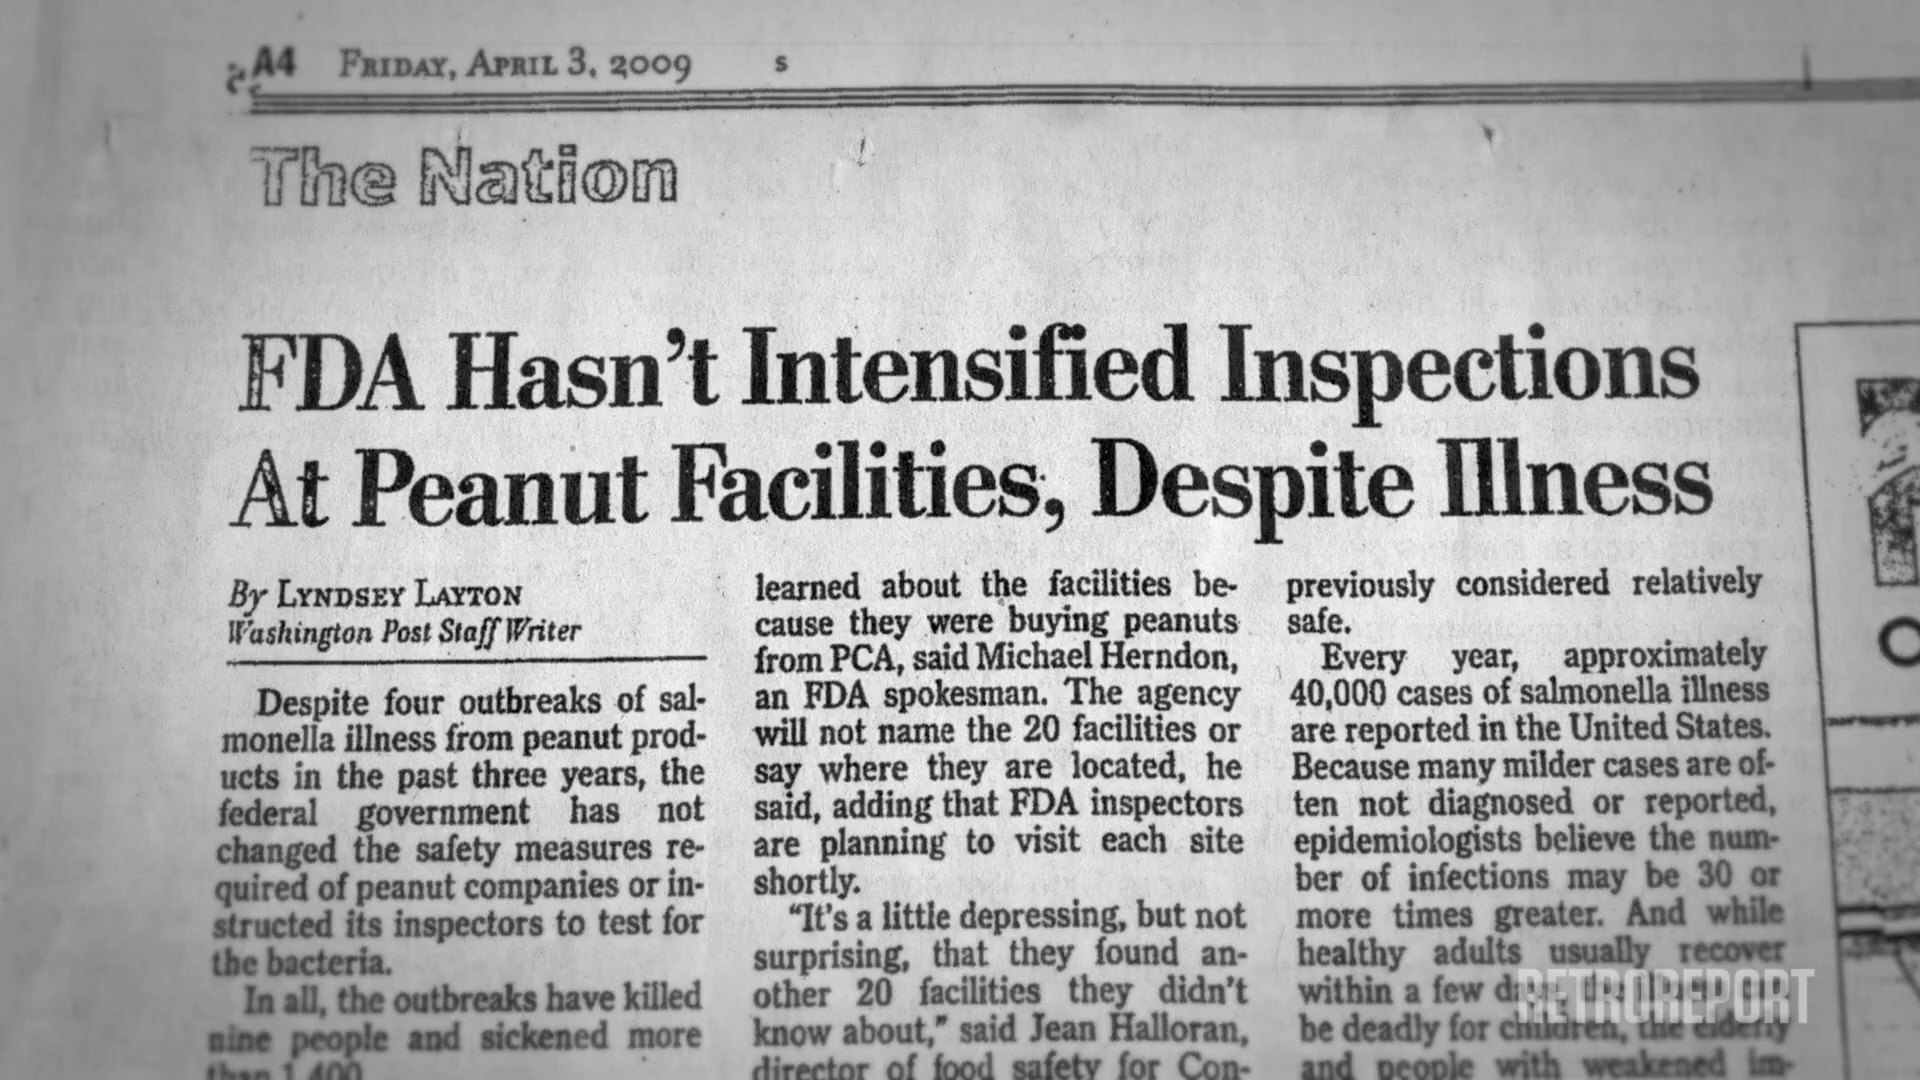 A4 FRIDAY, APRIL 3, 2009 S
The Nation
FDA Hasn't Intensified Inspections
At Peanut Facilities, Despite Illness
By LYNDSEY LAYTON
Washington Post Staff Writer
Despite four outbreaks of sal-
monella illness from peanut prod-
ucts in the past three years, the
federal government has not
changed the safety measures re-
quired of peanut companies or in-
structed its inspectors to test for
the bacteria.
In all, the outbreaks have killed
nine people and sickened more
than 1,400
learned about the facilities be-
cause they were buying peanuts
from PCA, said Michael Herndon,
an FDA spokesman. The agency
will not name the 20 facilities or
say where they are located, he
said, adding that FDA inspectors
are planning to visit each site
shortly.
"It's a little depressing, but not
surprising, that they found an-
other 20 facilities they didn't
know about," said Jean Halloran,
director of food safety for Con-
previously considered relatively
safe.
Every year, approximately
40,000 cases of salmonella illness
are reported in the United States.
Because many milder cases are of-
ten not diagnosed or reported,
epidemiologists believe the num-
ber of infections may be 30 or
more times greater. And while
healthy adults usually recover
within a few
be deadly for children, the elderly
and people with weakened im-
RETROREPORT